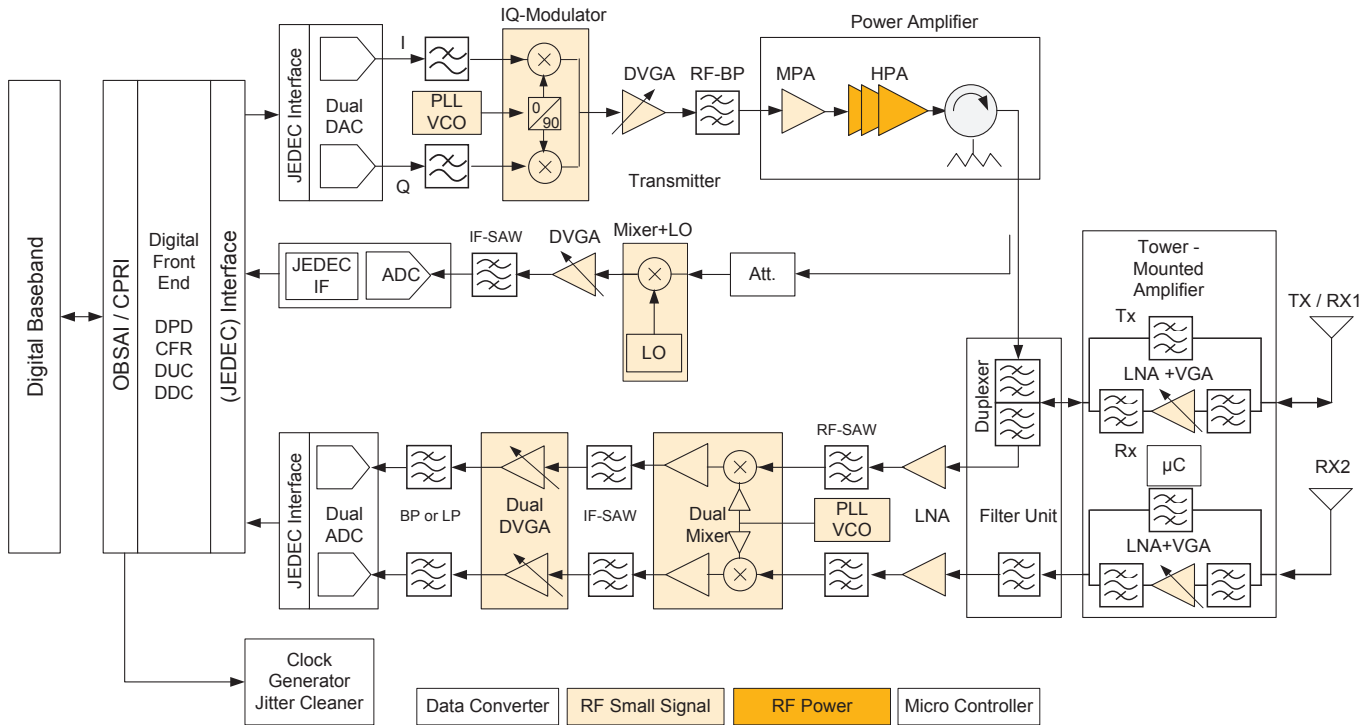 IQ-Modulator
Power Amplifier
JEDEC Interface
Dual
DAC
I
Q
PLL
VCO
0
90
DVGA
RF-BP
MPA
HPA
Transmitter
Digital Baseband
OBSAI / CPRI
Digital
Front
End
DPD
CFR
DUC
DDC
(JEDEC) Interface
JEDEC
IF
ADC
IF-SAW
DVGA
Mixer+LO
LO
Att.
Tower -
Mounted
Amplifier
Tx
LNA +VGA
Rx
µC
LNA+VGA
TX / RX1
RX2
Duplexer
Filter Unit
JEDEC Interface
Dual
ADC
BP or LP
Dual
DVGA
IF-SAW
Dual
Mixer
RF-SAW
PLL
VCO
LNA
Clock
Generator
Jitter Cleaner
Data Converter
RF Small Signal
RF Power
Micro Controller